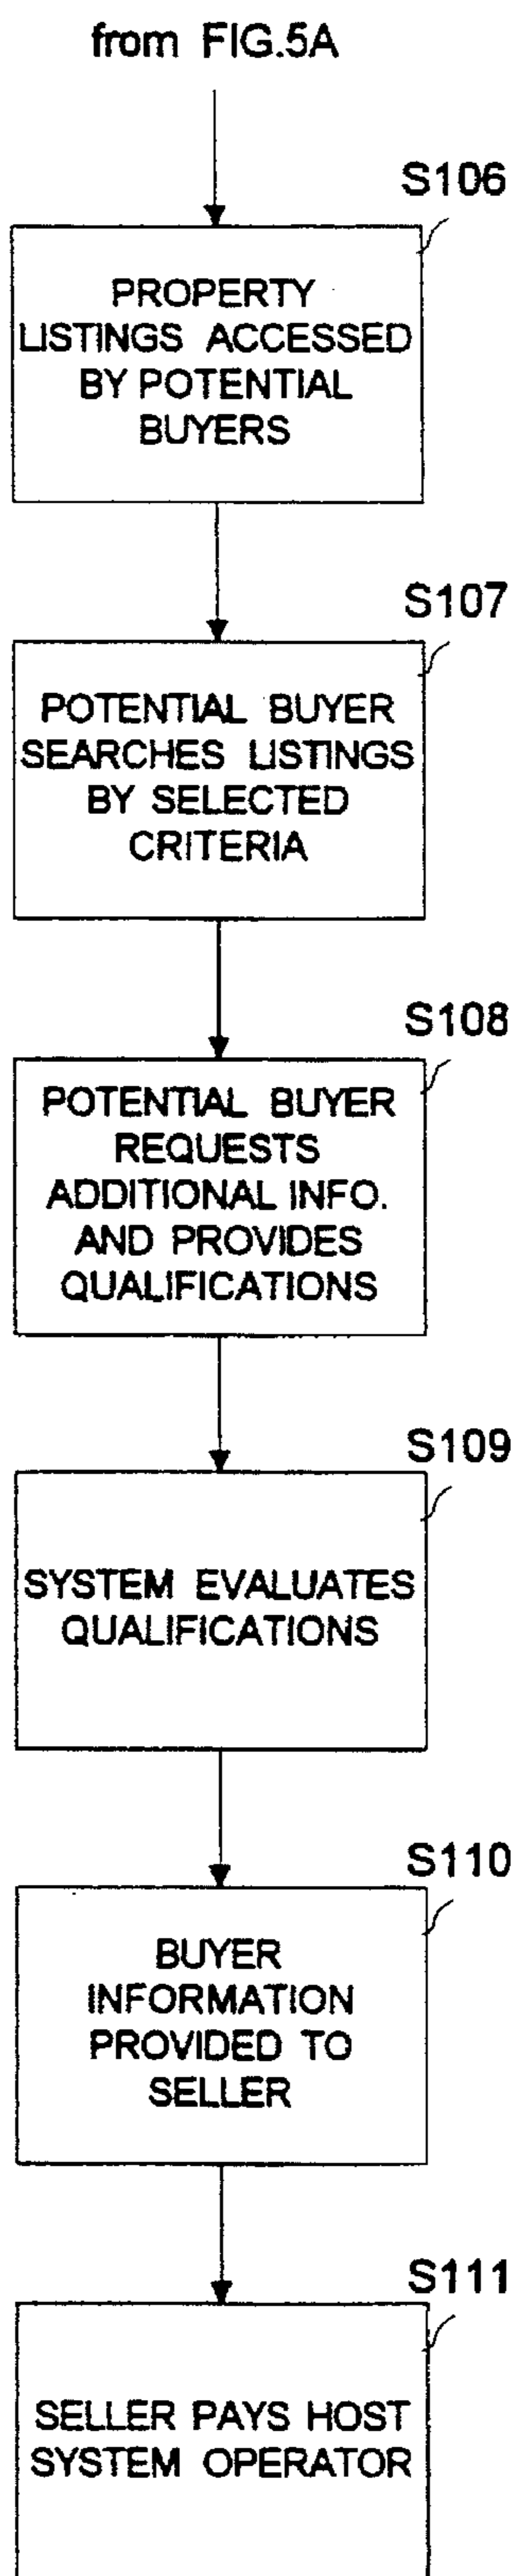 from FIG.5A
S106
PROPERTY
LISTINGS ACCESSED
BY POTENTIAL
BUYERS
S107
POTENTIAL BUYER
SEARCHES LISTINGS
BY SELECTED
CRITERIA
S108
POTENTIAL BUYER
REQUESTS
ADDITIONAL INFO.
AND PROVIDES
QUALIFICATIONS
S109
SYSTEM EVALUATES
QUALIFICATIONS
S110
BUYER
INFORMATION
PROVIDED TO
SELLER
S111
SELLER PAYS HOST
SYSTEM OPERATOR